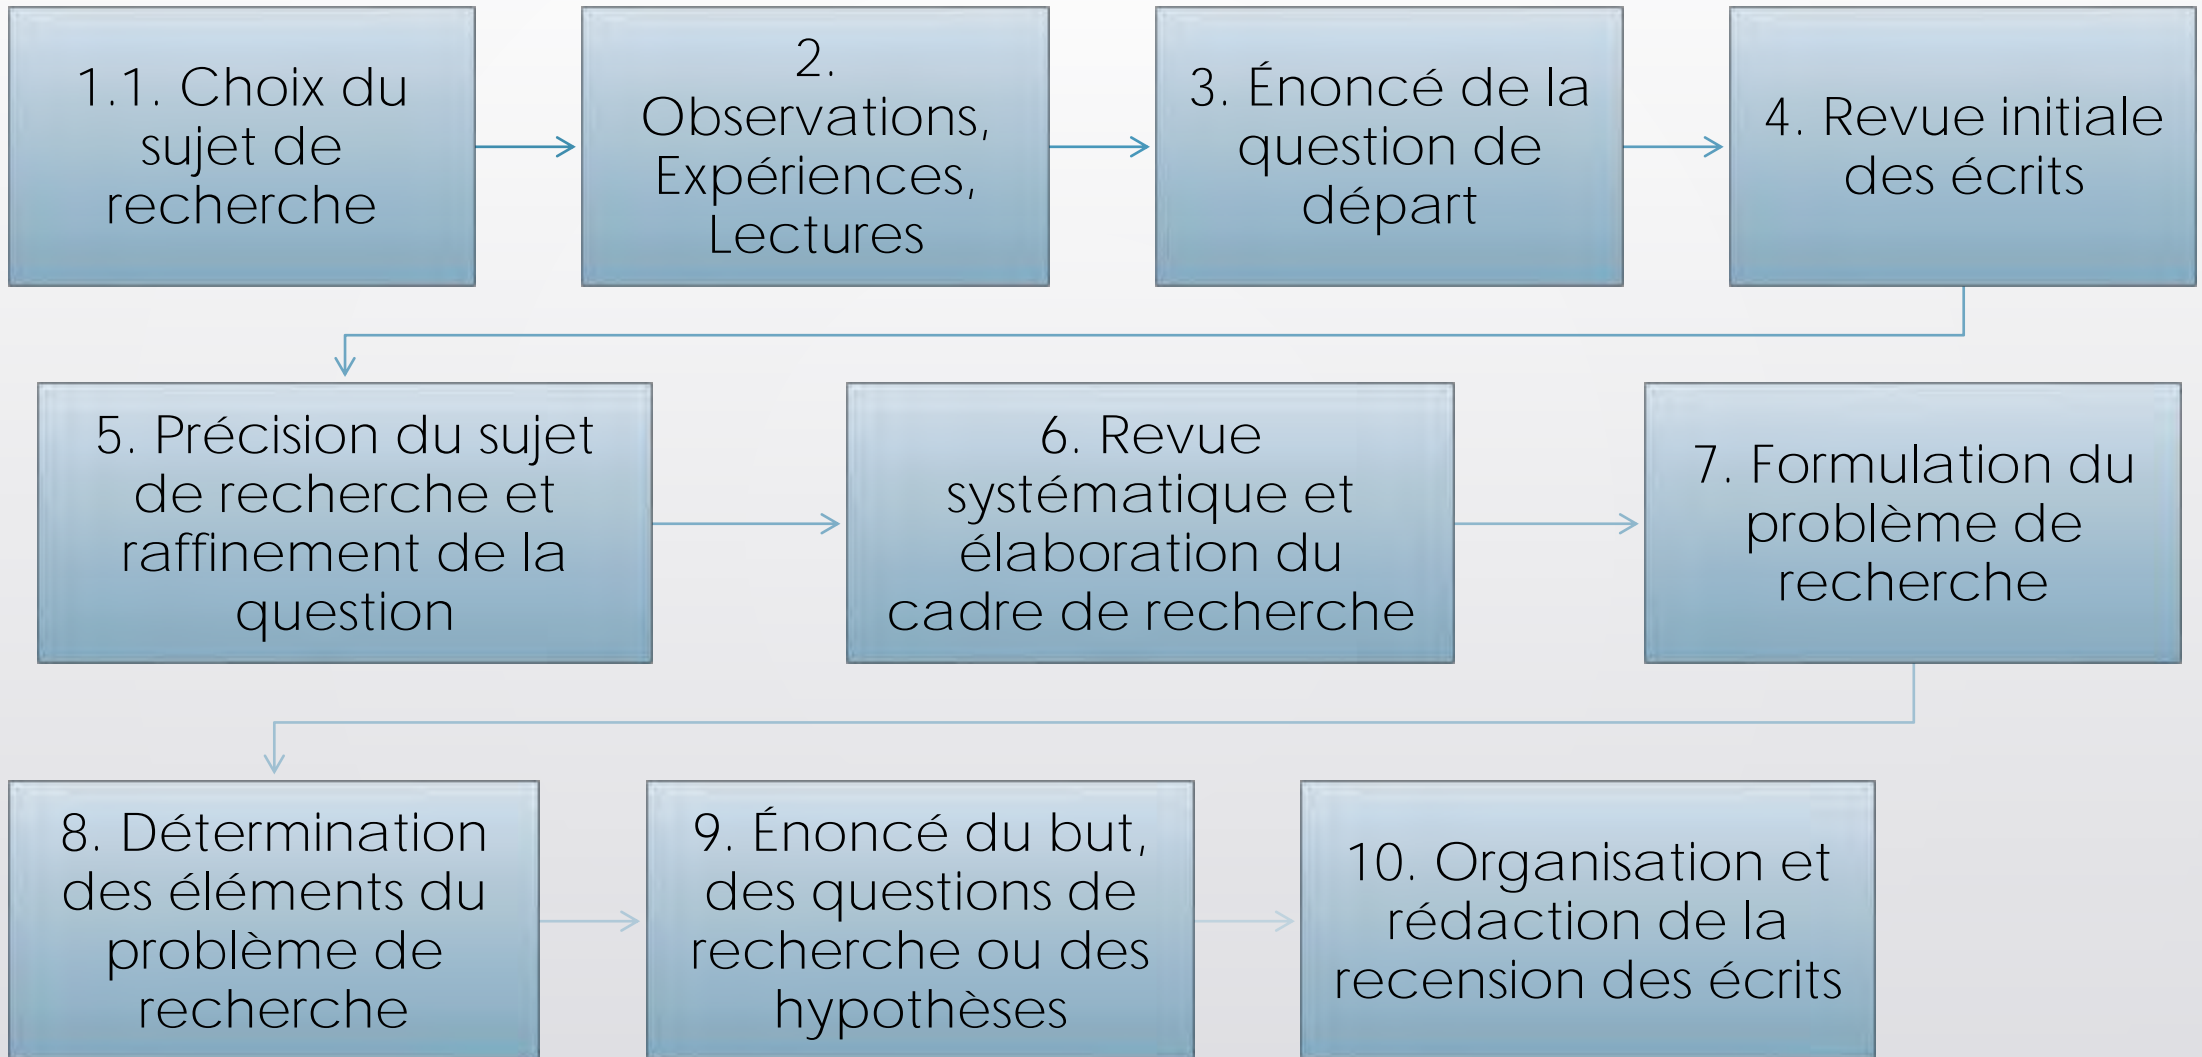 1.1. Choix du
sujet de
recherche
2.
Observations,
Expériences,
Lectures
3. Énoncé de la
question de
départ
4. Revue initiale
des écrits
5. Précision du sujet
de recherche et
raffinement de la
question
6. Revue
systématique et
élaboration du
cadre de recherche
7. Formulation du
problème de
recherche
8. Détermination
des éléments du
problème de
recherche
9. Énoncé du but,
des questions de
recherche ou des
hypothèses
10. Organisation et
rédaction de la
recension des écrits